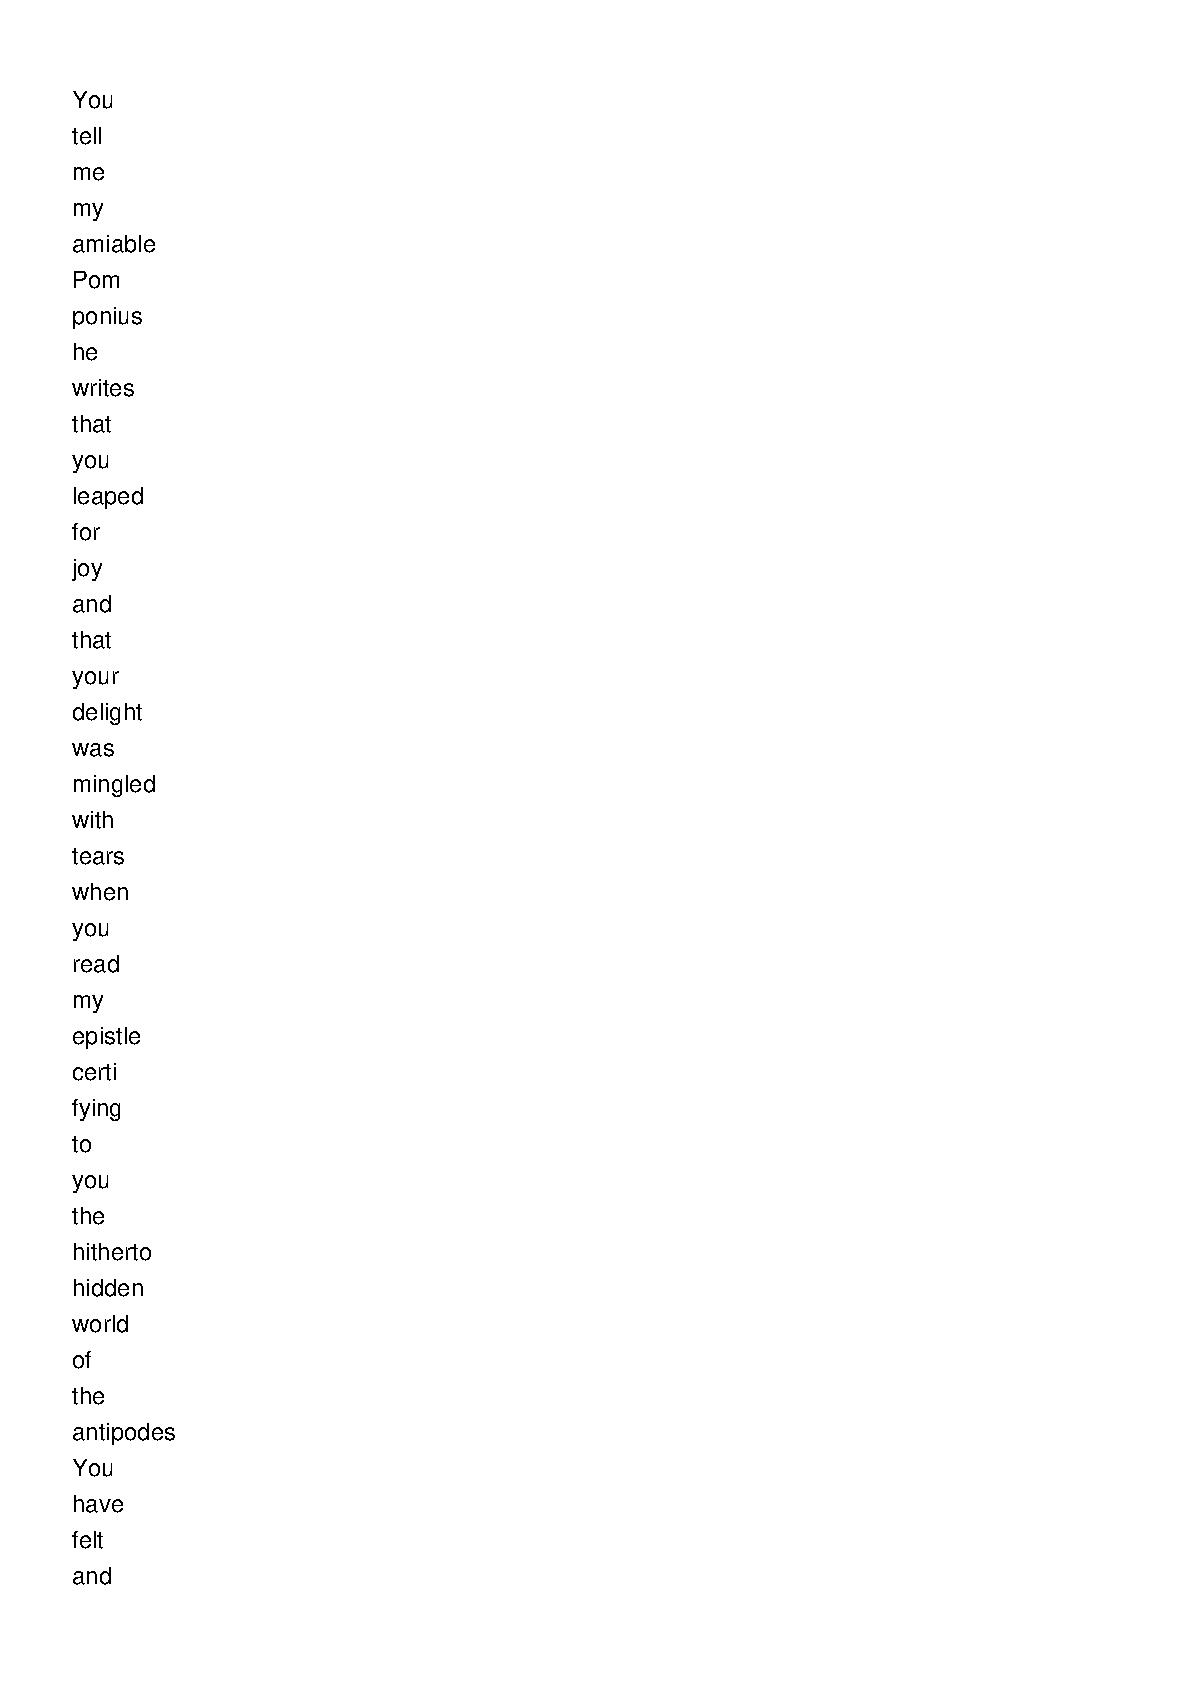 You
tell
me
my
amiable
Pom
ponius
he
writes
that
you
leaped
for
joy
and
that
your
delight
was
mingled
with
tears
when
you
read
my
epistle
certi
fying
to
you
the
hitherto
hidden
world
of
the
antipodes
You
have
felt
and